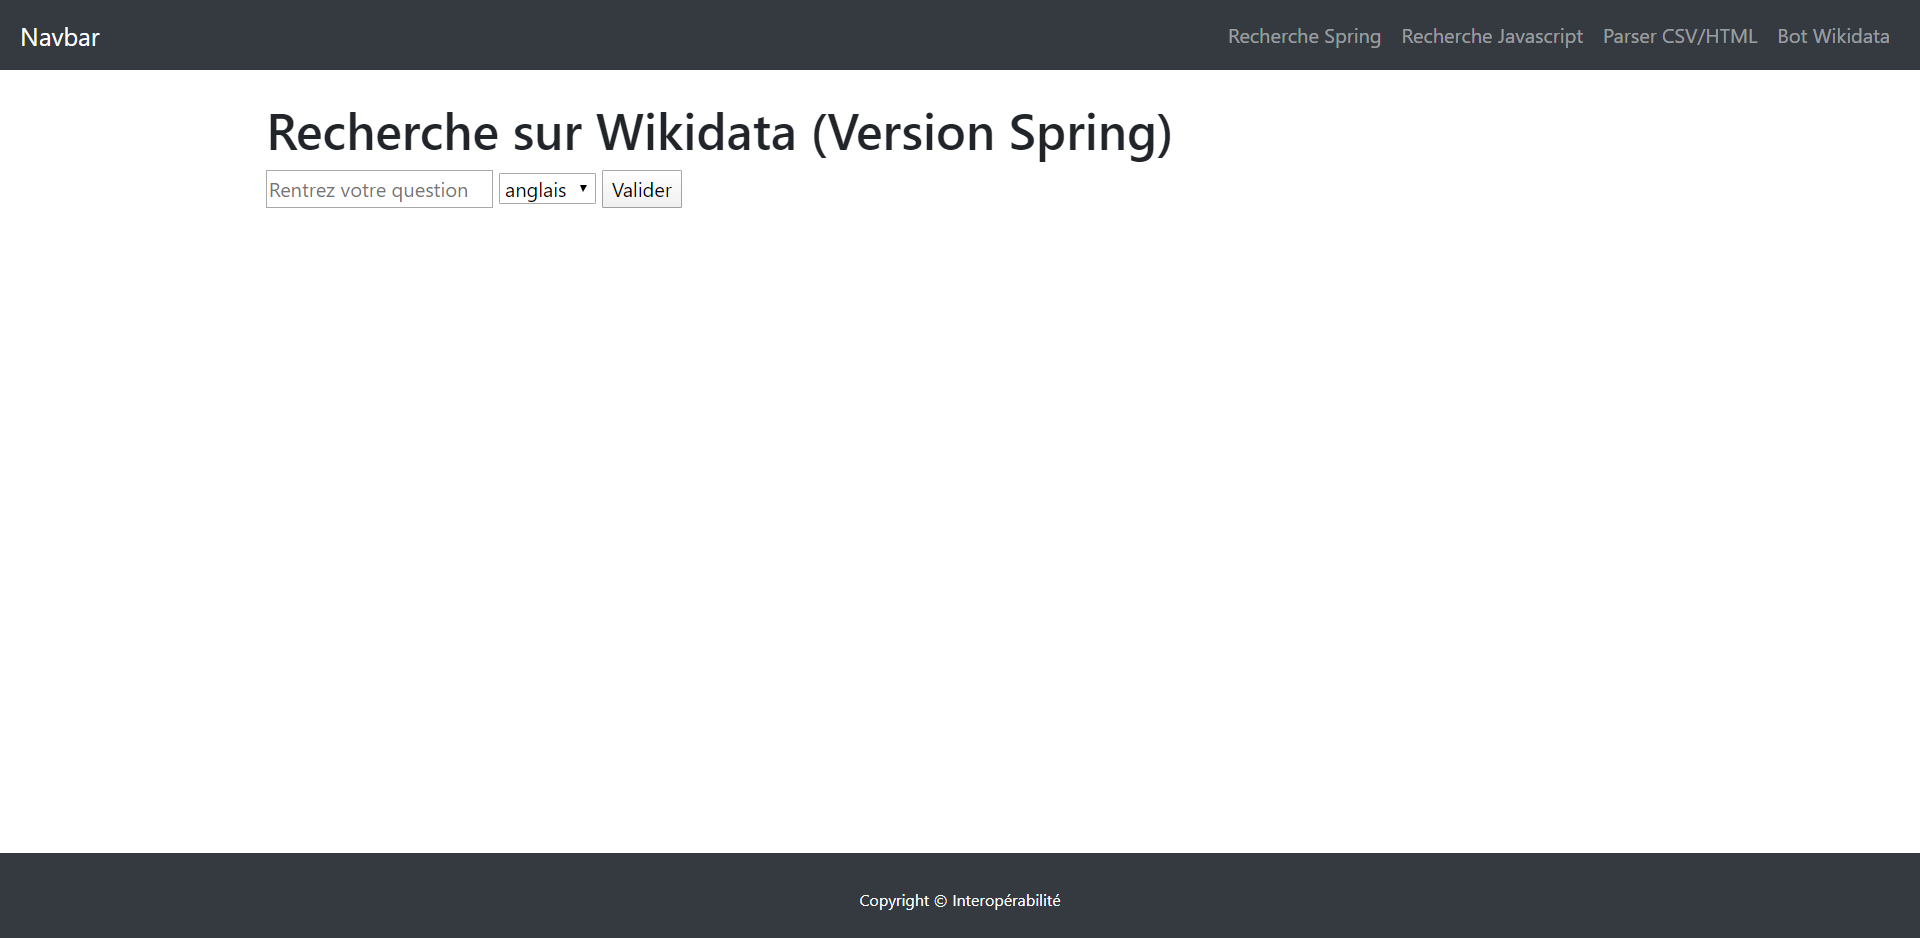 Navbar Recherche Spring Recherche Javascript Parser CSV/HTML Bot Wikidata
Recherche sur Wikidata (Version Spring)
Rentrez votre question anglais Valider
Copyright © Interopérabilité